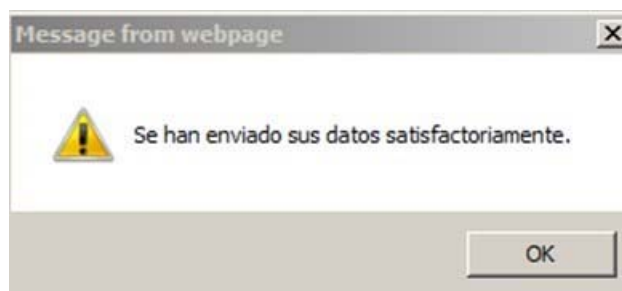 Message from webpage
Se han enviado sus datos satisfactoriamente.
OK